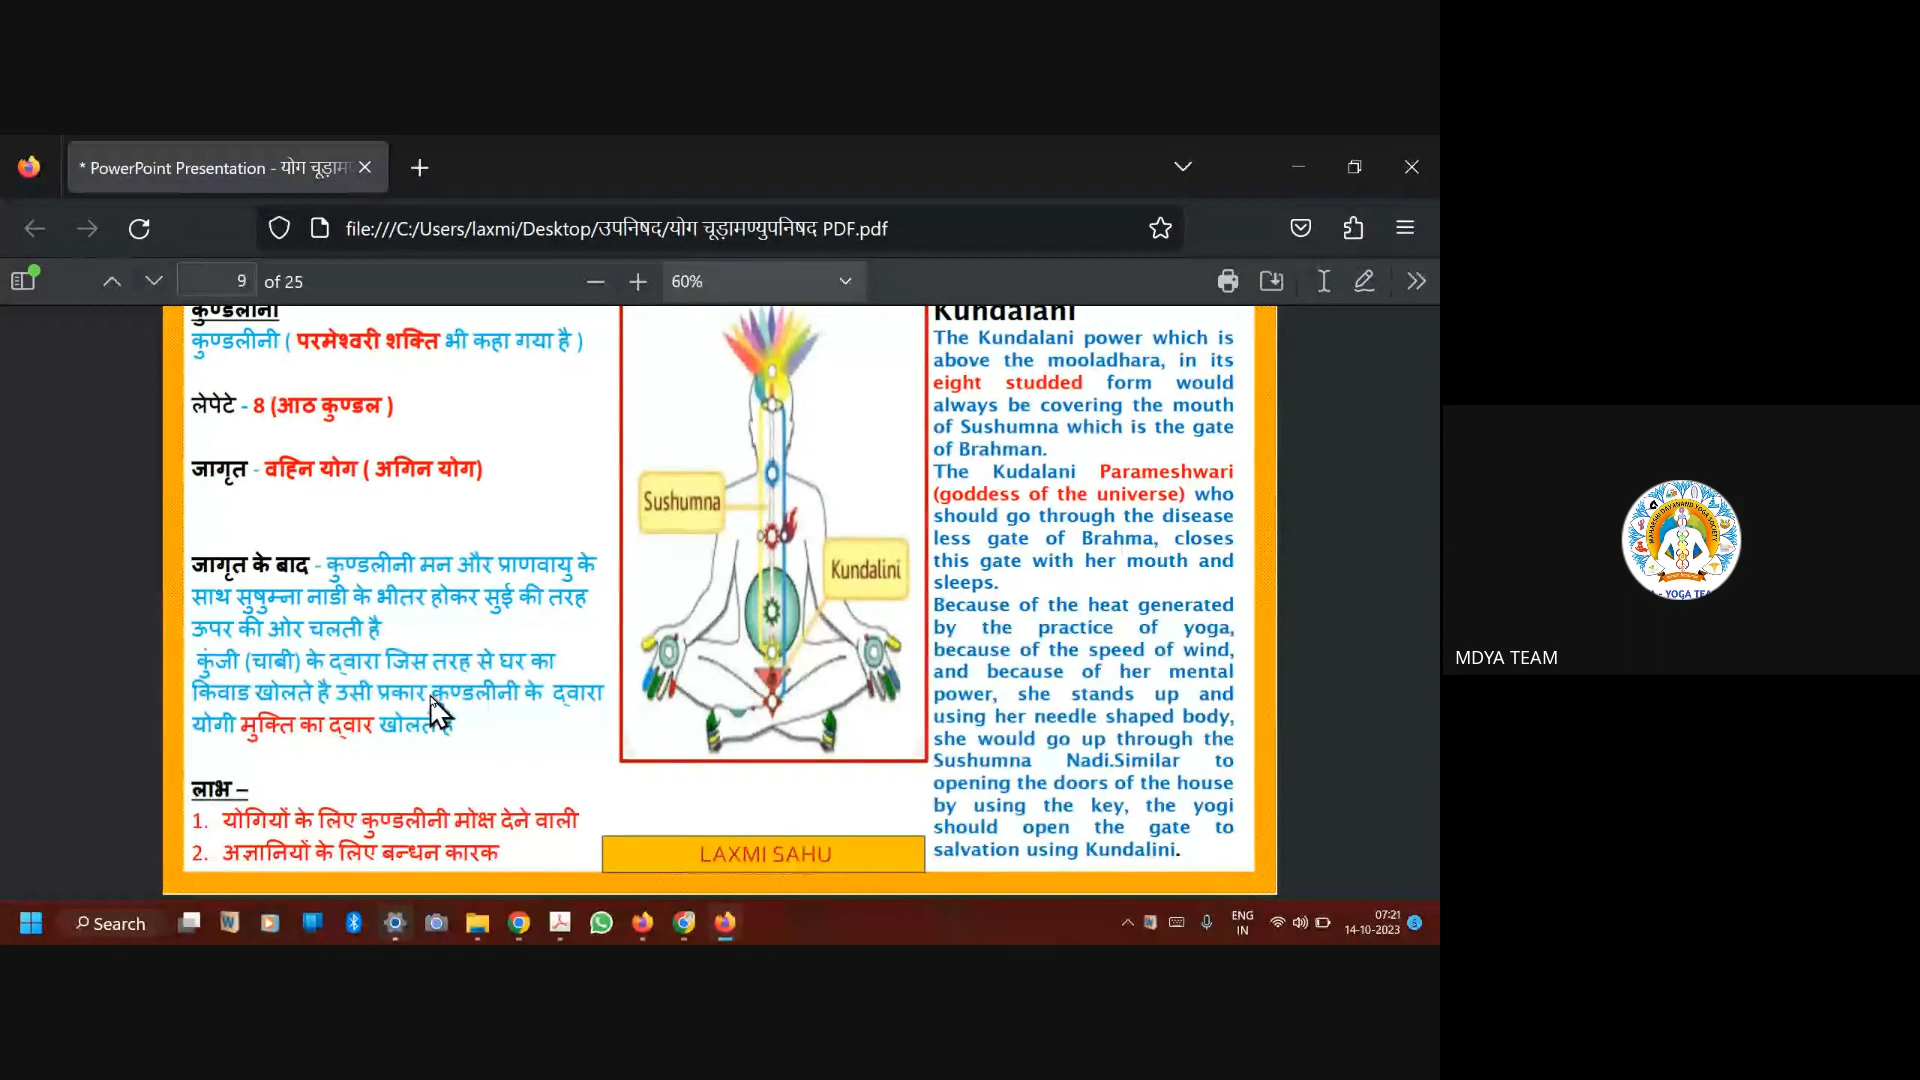 * PowerPoint Presentation - योग चूड़ाम
file:///C:/Users/laxmi/Desktop/उपनिषद/योग चूड़ामण्युपनिषद PDF.pdf
9 of 25
60%
कुण्डलीनी
कुण्डलीनी ( परमेश्वरी शक्ति भी कहा गया है )
लेपेटे - 8 (आठ कुण्डल )
जागृत - वह्नि योग ( अगिन योग)
जागृत के बाद - कुण्डलीनी मन और प्राणवायु के
साथ सुषुम्ना नाडी के भीतर होकर सुई की तरह
ऊपर की ओर चलती है
कुंजी (चाबी) के द्वारा जिस तरह से घर का
किवाड खोलते है उसी प्रकार कुण्डलीनी के द्वारा
योगी मुक्ति का द्वार खोलते है
लाभ –
1. योगियों के लिए कुण्डलीनी मोक्ष देने वाली
2. अज्ञानियों के लिए बन्धन कारक
Sushumna
Kundalini
LAXMI SAHU
Kundalani
The Kundalani power which is
above the mooladhara, in its
eight studded form would
always be covering the mouth
of Sushumna which is the gate
of Brahman.
The Kudalani Parameshwari
(goddess of the universe) who
should go through the disease
less gate of Brahma, closes
this gate with her mouth and
sleeps.
Because of the heat generated
by the practice of yoga,
because of the speed of wind,
and because of her mental
power, she stands up and
using her needle shaped body,
she would go up through the
Sushumna Nadi.Similar to
opening the doors of the house
by using the key, the yogi
should open the gate to
salvation using Kundalini.
MDYA TEAM
Search
ENG
IN
07:21
14-10-2023